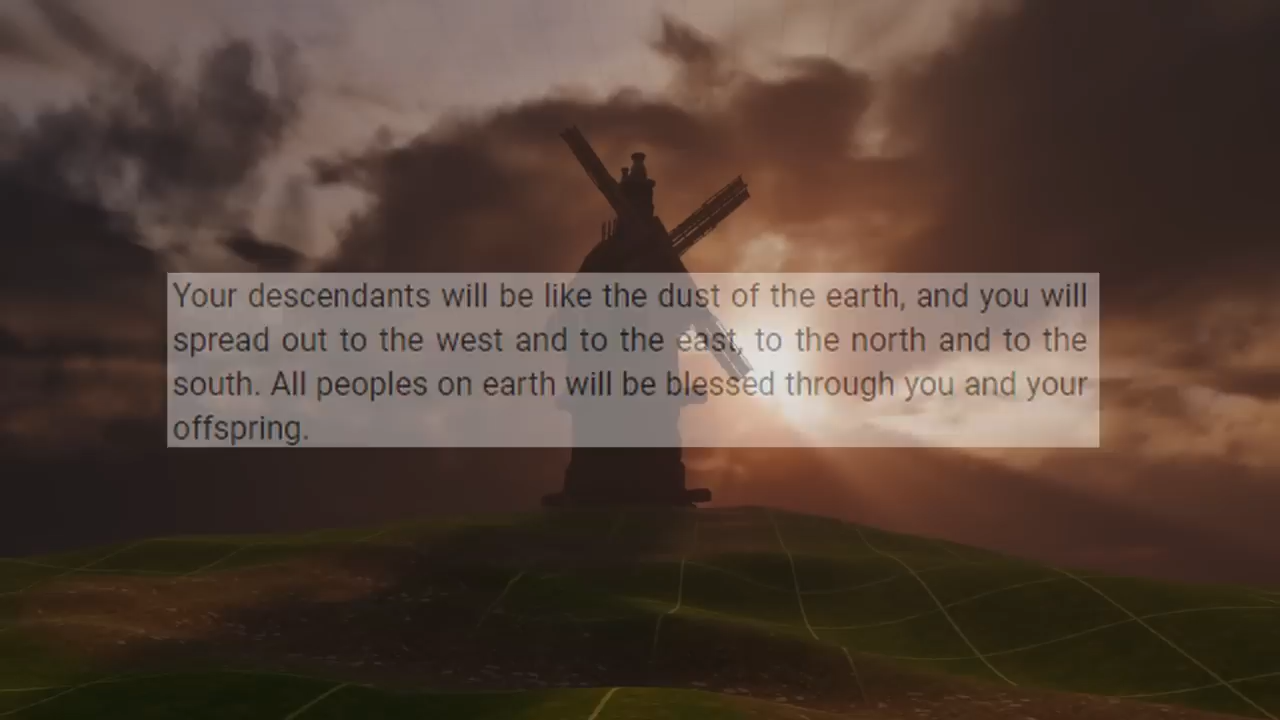 Your descendants will be like the dust of the earth, and you will
spread out to the west and to the east, to the north and to the
south. All peoples on earth will be blessed through you and your
offspring.